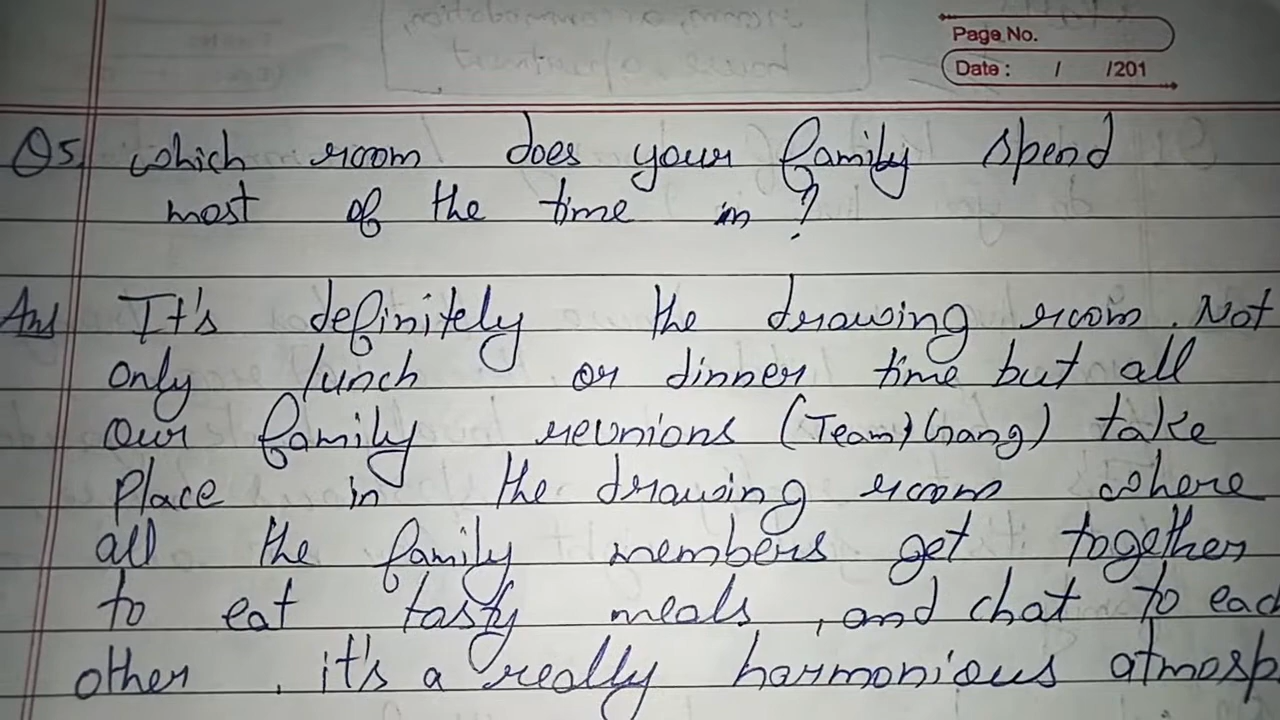 Page No.
Date : / /201
Q5. which room does your family spend
most of the time in ?
Ans It's definitely the drawing room. Not
only lunch or dinner time but all
our family reunions (Team/Gang) take
Place in the drawing room where
all the family members get together
to eat tasty meals, and chat to eac
other. it's a really harmonious atmosp